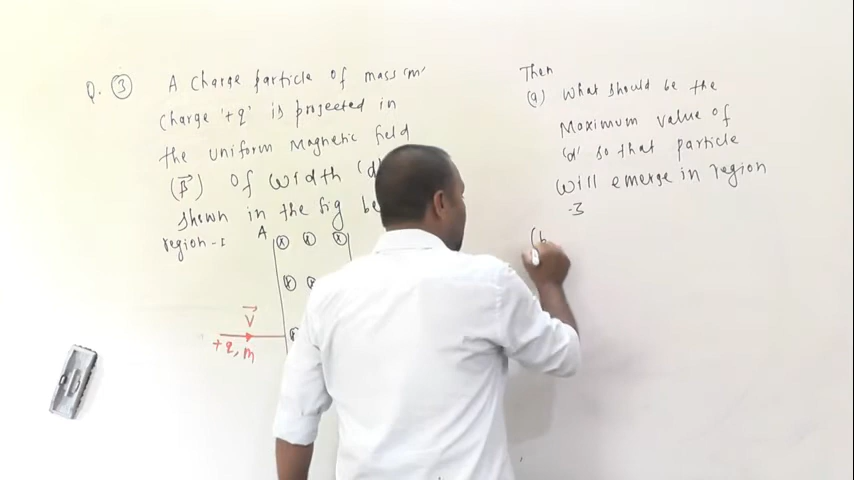 Q. ③ A charge particle of mass 'm'
charge '+q' is projected in
the uniform Magnetic field
(B⃗) of width 'd'
shown in the fig be
region-I A
ⓧ ⓧ ⓧ
ⓧ ⓧ
V⃗
+q, m
Then
(a) What should be the
Maximum value of
'd' so that particle
will emerge in region
-3
(b